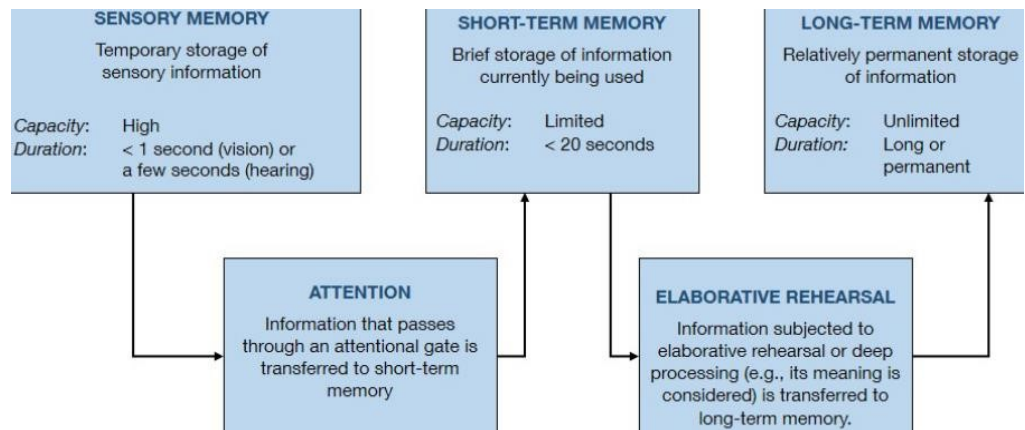 SENSORY MEMORY
Temporary storage of
sensory information
Capacity: High
Duration: < 1 second (vision) or
a few seconds (hearing)
SHORT-TERM MEMORY
Brief storage of information
currently being used
Capacity: Limited
Duration: < 20 seconds
LONG-TERM MEMORY
Relatively permanent storage
of information
Capacity: Unlimited
Duration: Long or
permanent
ATTENTION
Information that passes
through an attentional gate is
transferred to short-term
memory
ELABORATIVE REHEARSAL
Information subjected to
elaborative rehearsal or deep
processing (e.g., its meaning is
considered) is transferred to
long-term memory.